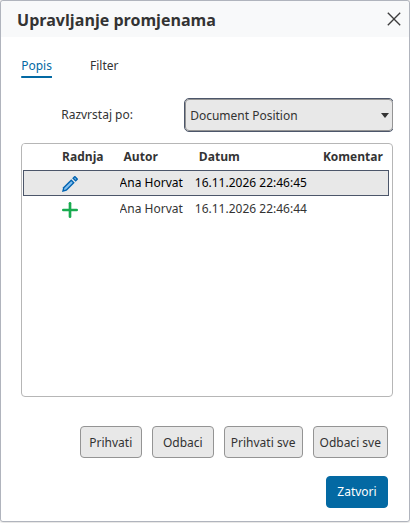 Upravljanje promjenama
Popis Filter
Razvrstaj po: Document Position
Radnja Autor Datum Komentar
Ana Horvat 16.11.2026 22:46:45
Ana Horvat 16.11.2026 22:46:44
Prihvati Odbaci Prihvati sve Odbaci sve
Zatvori